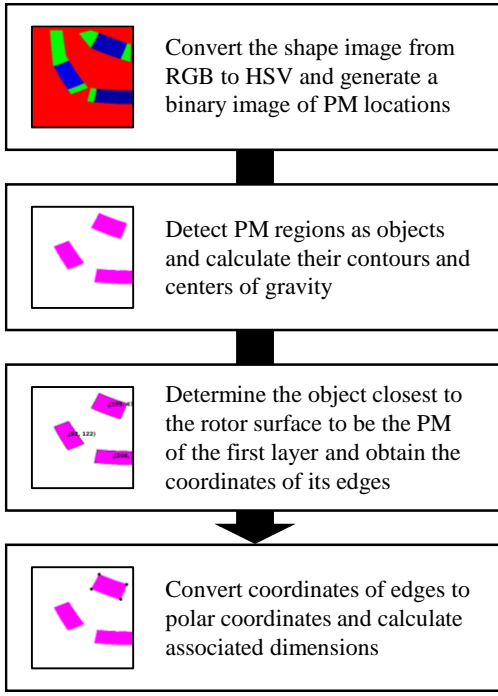 Convert the shape image from
RGB to HSV and generate a
binary image of PM locations
Detect PM regions as objects
and calculate their contours and
centers of gravity
Determine the object closest to
the rotor surface to be the PM
of the first layer and obtain the
coordinates of its edges
Convert coordinates of edges to
polar coordinates and calculate
associated dimensions